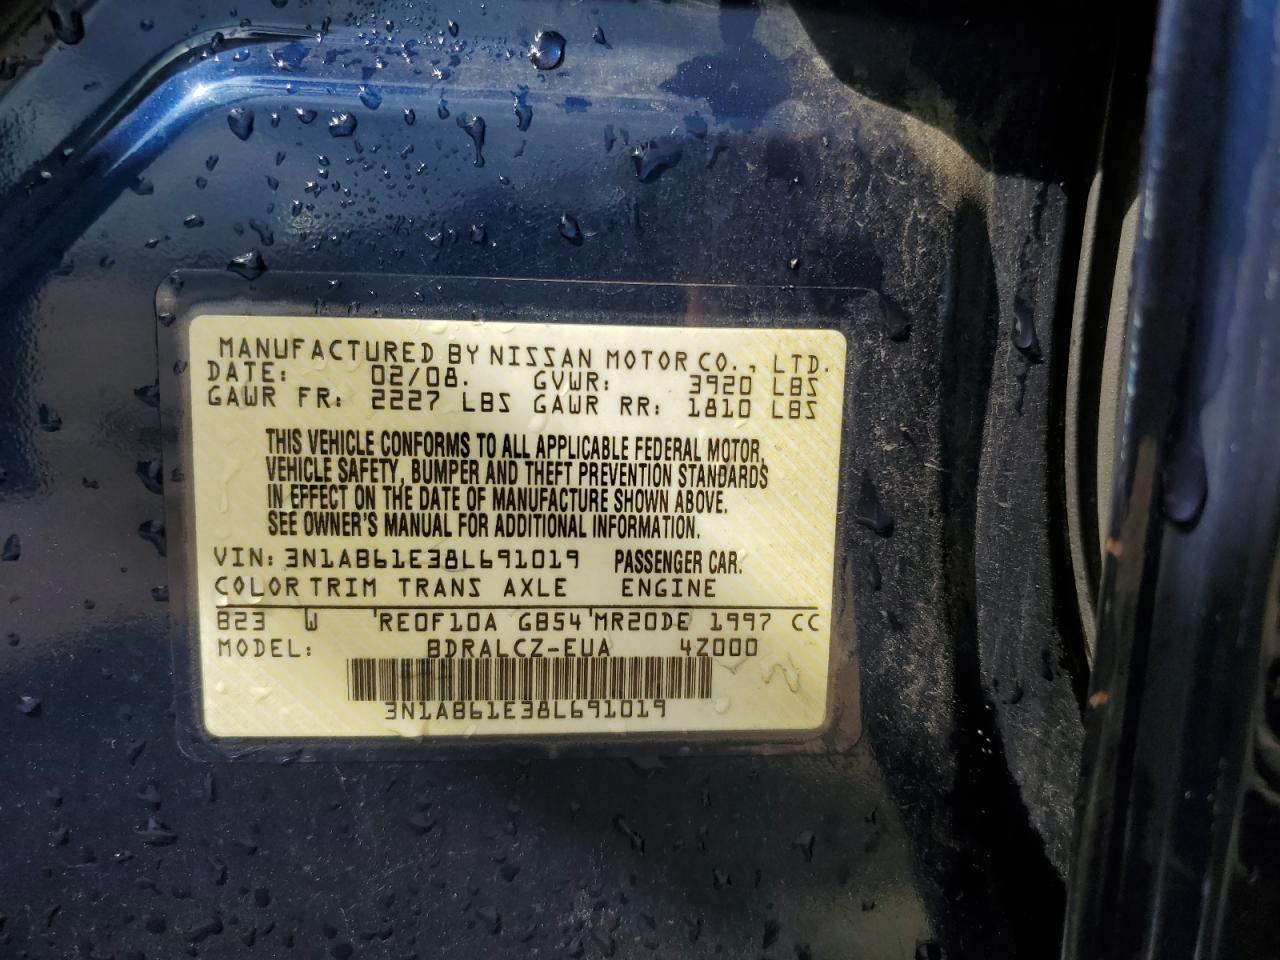 MANUFACTURED BY NISSAN MOTOR CO., LTD.
DATE: 02/08. GVWR: 3920 LBS
GAWR FR: 2227 LBS GAWR RR: 1810 LBS
THIS VEHICLE CONFORMS TO ALL APPLICABLE FEDERAL MOTOR,
VEHICLE SAFETY, BUMPER AND THEFT PREVENTION STANDARDS
IN EFFECT ON THE DATE OF MANUFACTURE SHOWN ABOVE.
SEE OWNER'S MANUAL FOR ADDITIONAL INFORMATION.
VIN: 3N1AB61E38L691019 PASSENGER CAR.
COLOR TRIM TRANS AXLE ENGINE
B23 W 'RE0F10A GB54'MR20DE 1997 CC
MODEL: BDRALCZ-EUA 4Z000
3N1AB61E38L691019